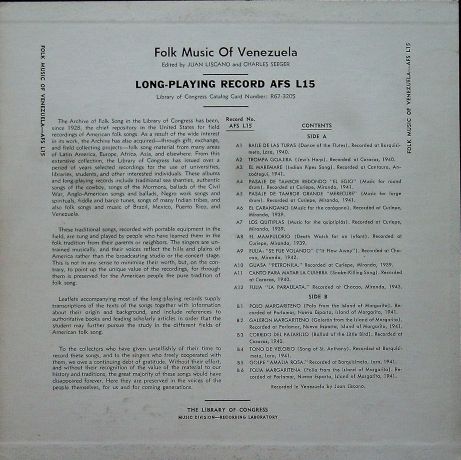 Folk Music Of Venezuela
Edited by JUAN LISCANO and CHARLES SEEGER
LONG-PLAYING RECORD AFS L15
Library of Congress Catalog Card Number: R67-3205
FOLK MUSIC OF VENEZUELA—AFS L15
FOLK MUSIC OF VENEZUELA—AFS L15
The Archive of Folk Song in the Library of Congress has been,
since 1928, the chief repository in the United States for field
recordings of American folk songs. As a result of the wide interest
in its work, the Archive has also acquired—through gift, exchange,
and field collecting projects—folk song material from many areas
of Latin America, Europe, Africa, Asia, and elsewhere. From this
extensive collection, the Library of Congress has issued over a
period of years selected recordings for the use of universities,
libraries, students, and other interested individuals. These albums
and long-playing records include traditional sea shanties, authentic
songs of the cowboy, songs of the Mormons, ballads of the Civil
War, Anglo-American songs and ballads, Negro work songs and
spirituals, fiddle and banjo tunes, songs of many Indian tribes, and
also folk songs and music of Brazil, Mexico, Puerto Rico, and
Venezuela.
These traditional songs, recorded with portable equipment in the
field, are sung and played by people who have learned them in the
folk tradition from their parents or neighbors. The singers are un-
trained musically, and their voices reflect the hills and plains of
America rather than the broadcasting studio or the concert stage.
This is not in any sense to minimize their worth, but, on the con-
trary, to point up the unique value of the recordings, for through
them is preserved for the American people the pure tradition of
folk song.
Leaflets accompanying most of the long-playing records supply
transcriptions of the texts of the songs together with information
about their origin and background, and include references to
authoritative books and leading scholarly articles in order that the
student may further pursue the study in the different fields of
American folk song.
To the collectors who have given unselfishly of their time to
record these songs, and to the singers who freely cooperated with
them, we owe a continuing debt of gratitude. Without their effort,
and without their recognition of the value of the material to our
history and traditions, the great majority of these songs would have
disappeared forever. Here they are preserved in the voices of the
people themselves, for us and for coming generations.
Record No.
AFS L15
CONTENTS
SIDE A
A1 BAILE DE LAS TURAS (Dance of the Flutes). Recorded at Barquisi-
meto, Lara, 1940.
A2 TROMPA GOAJIRA (Jew's Harp). Recorded at Caracas, 1940.
A3 EL MAREMARE (Indian Pipes Song). Recorded at Cantaura, An-
zoátegui, 1941.
A4 PASAJE DE TAMBOR REDONDO (Music for round
drum). Recorded at Curiepe, Miranda, 1941.
A5 PASAJE DE TAMBOR GRANDE (Music for large
drum). Recorded at Curiepe, Miranda, 1941.
A6 EL CARANGANO (Music for the carángano). Recorded at Curiepe,
Miranda, 1939.
A7 LOS QUITIPLAS (Music for the quitiplás). Recorded at Curiepe,
Miranda, 1939.
A8 EL MAMPULORIO (Death Watch for an Infant). Recorded at
Curiepe, Miranda, 1939.
A9 FULIA: "SE FUE VOLANDO" ("It Flew Away"). Recorded at Cha-
cao, Miranda, 1943.
A10 GUASA "PETRONILA." Recorded at Curiepe, Miranda, 1939.
A11 CANTO PARA MATAR LA CULEBRA (Snake-Killing Song). Recorded
at Caracas, 1940.
A12 FULIA "LA PARAULATA." Recorded at Chacao, Miranda, 1943.
SIDE B
B1 POLO MARGARITEÑO (Polo from the Island of Margarita). Re-
corded at Porlamar, Nueva Esparta, Island of Margarita, 1941.
B2 GALERON MARGARITEÑO (Galerón from the Island of Margarita).
Recorded at Porlamar, Nueva Esparta, Island of Margarita, 1941.
B3 CORRIDO DEL PAJARILLO (Ballad of the Little Bird). Recorded at
Caracas, 1940.
B4 TONO DE VELORIO (Song of St. Anthony). Recorded at Barquisi-
meto, Lara, 1941.
B5 GOLPE "AMALIA ROSA." Recorded at Barquisimeto, Lara, 1941.
B6 FOLIA MARGARITEÑA (Folia from the Island of Margarita). Re-
corded at Porlamar, Nueva Esparta, Island of Margarita, 1941.
Recorded in Venezuela by Juan Liscano.
THE LIBRARY OF CONGRESS
MUSIC DIVISION—RECORDING LABORATORY